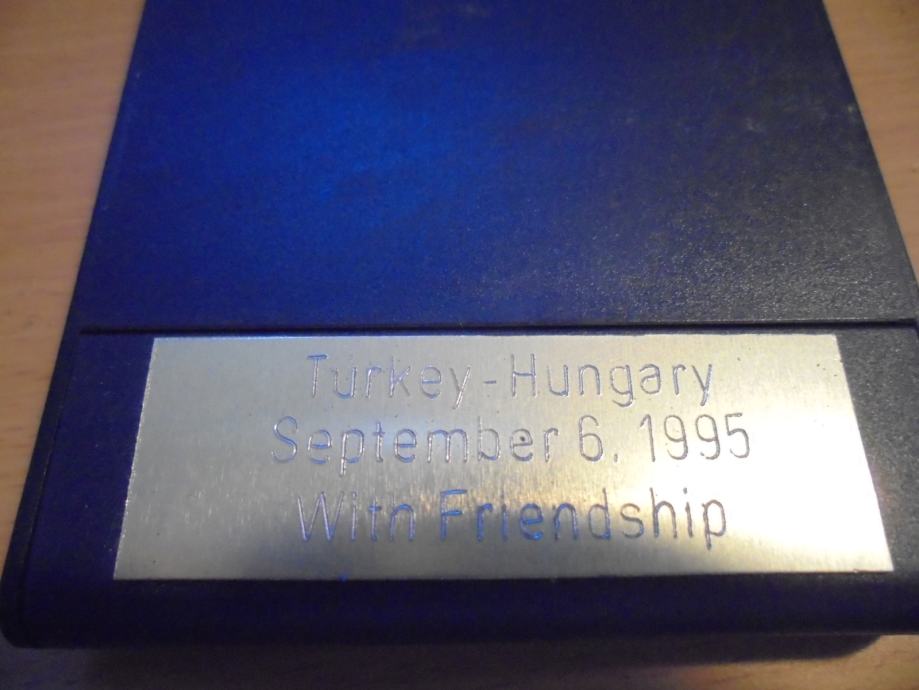 Turkey - Hungary
September 6. 1995
With Friendship